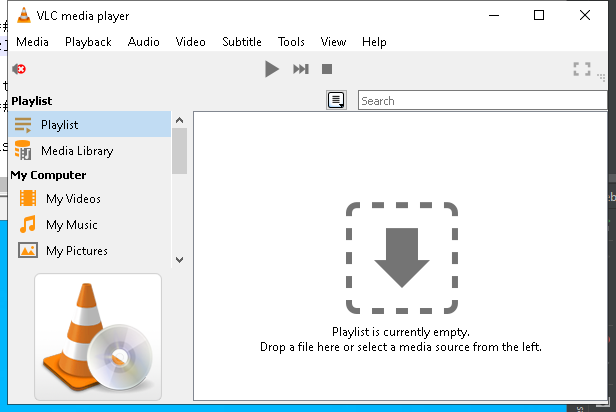 VLC media player
Media Playback Audio Video Subtitle Tools View Help
Playlist
Search
Playlist
Media Library
My Computer
My Videos
My Music
My Pictures
Playlist is currently empty.
Drop a file here or select a media source from the left.